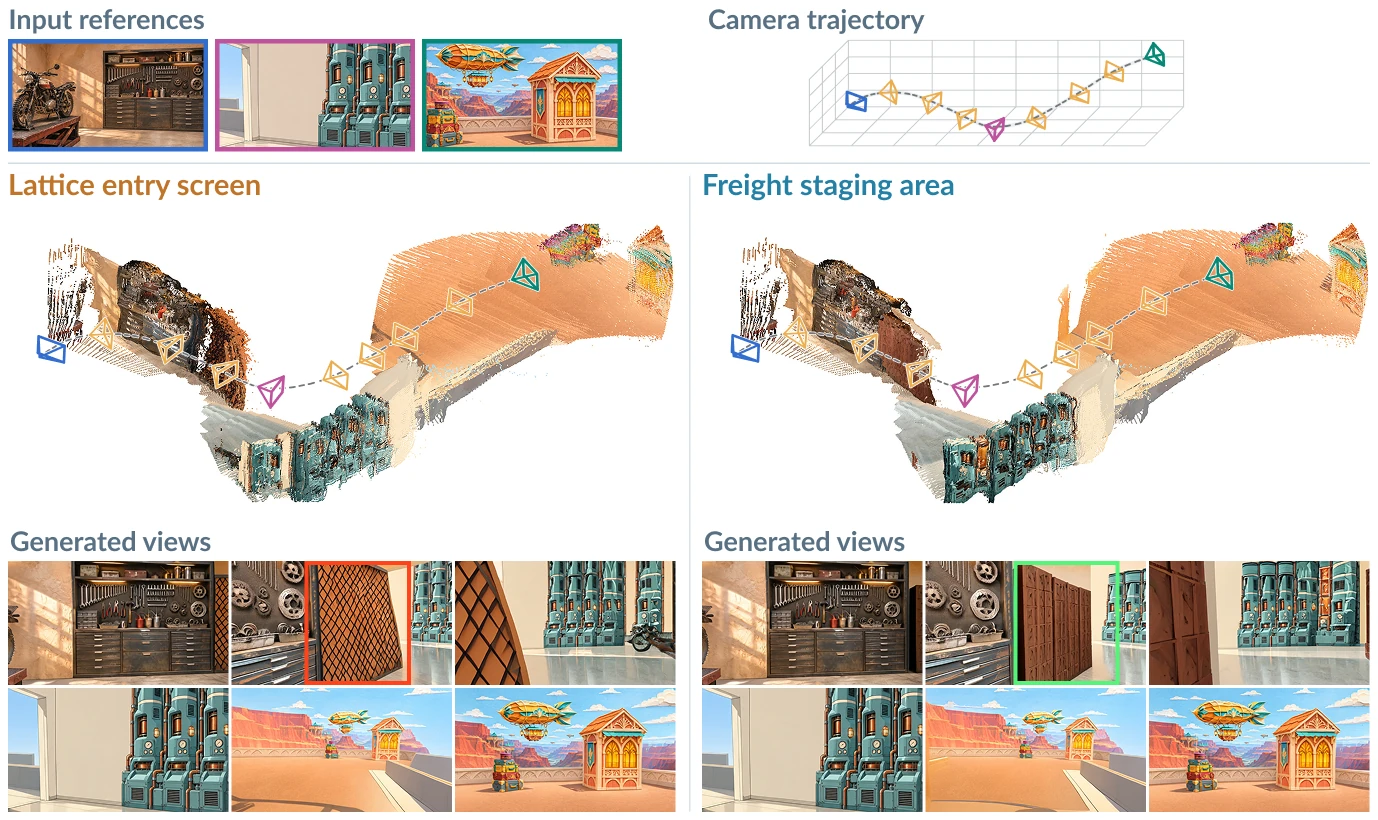 Input references
Camera trajectory
Lattice entry screen
Freight staging area
Generated views
Generated views